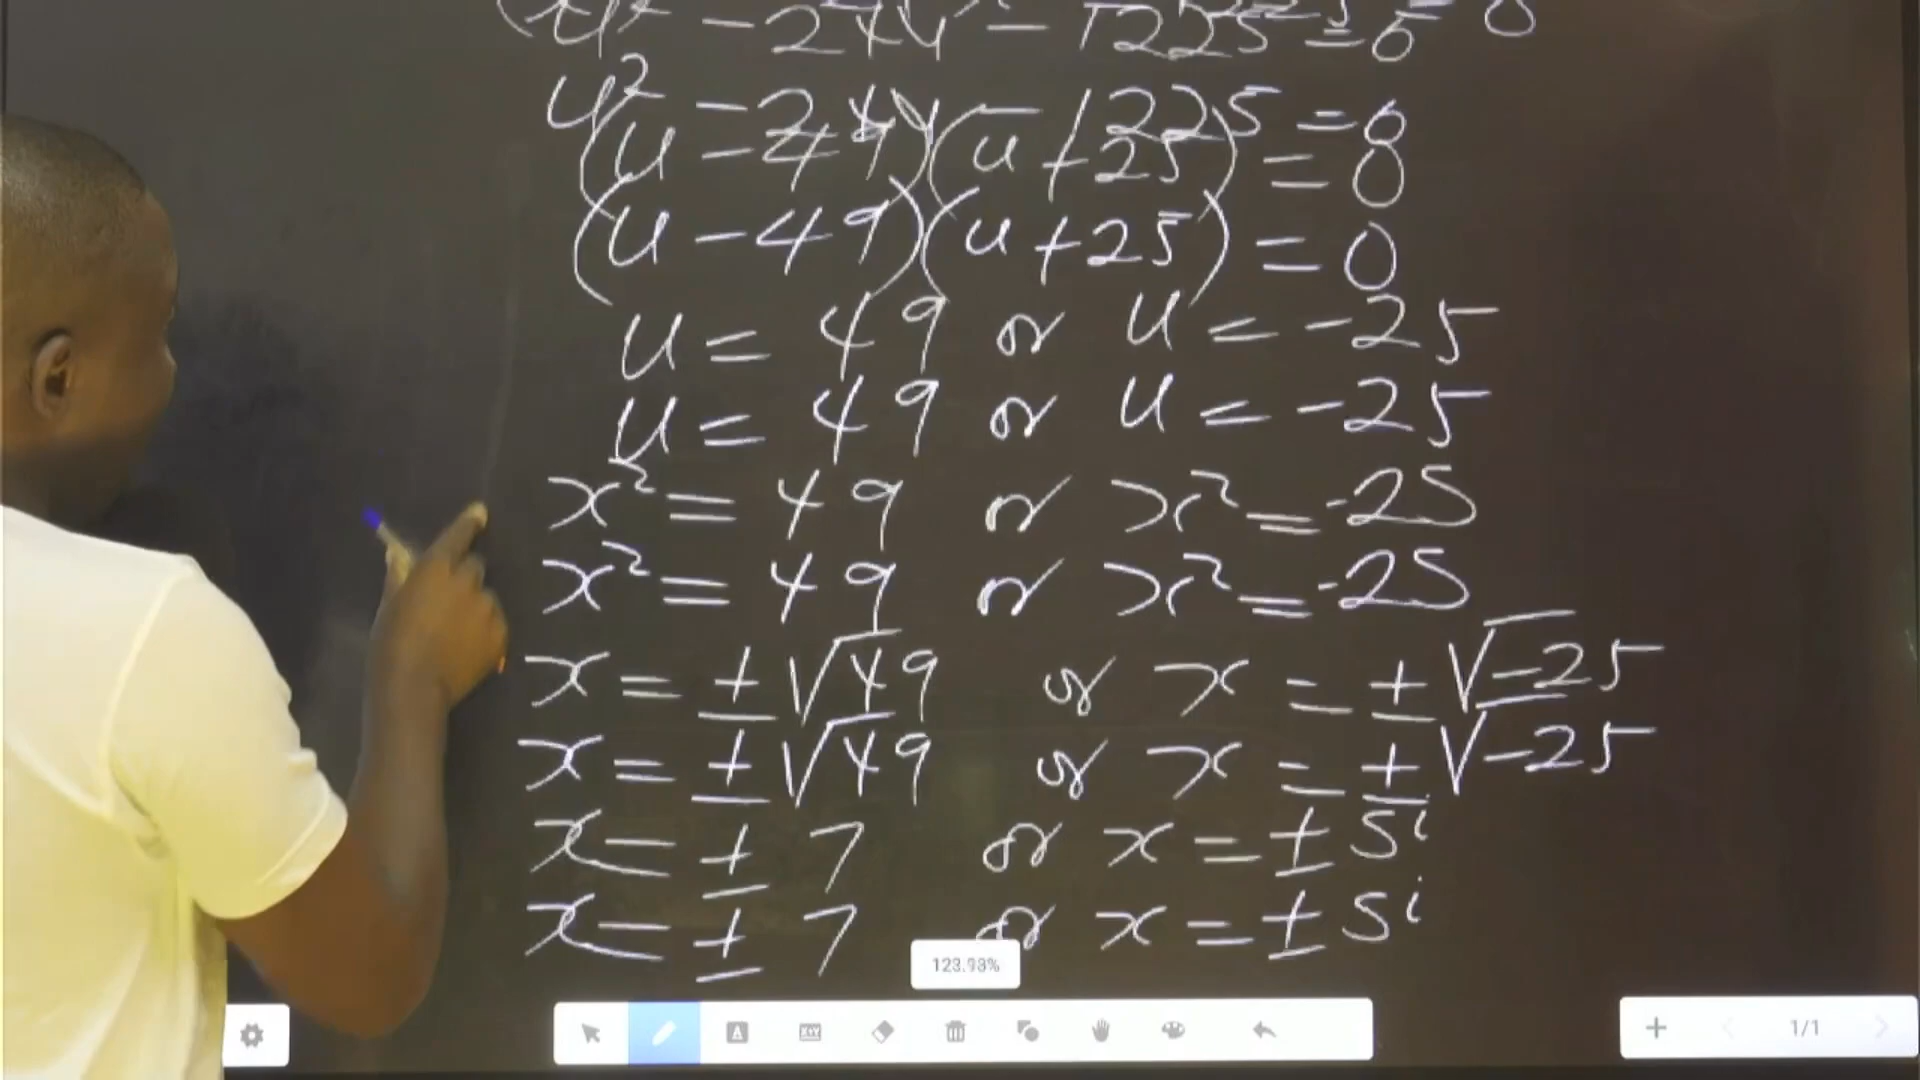 u² - 24u - 1225 = 0
(u - 49)(u + 25) = 0
(u - 49)(u + 25) = 0
u = 49 or u = -25
u = 49 or u = -25
x² = 49 or x² = -25
x² = 49 or x² = -25
x = ±√49 or x = ±√-25
x = ±√49 or x = ±√-25
x = ± 7 or x = ± 5i
x = ± 7 or x = ± 5i
123.93%
1/1